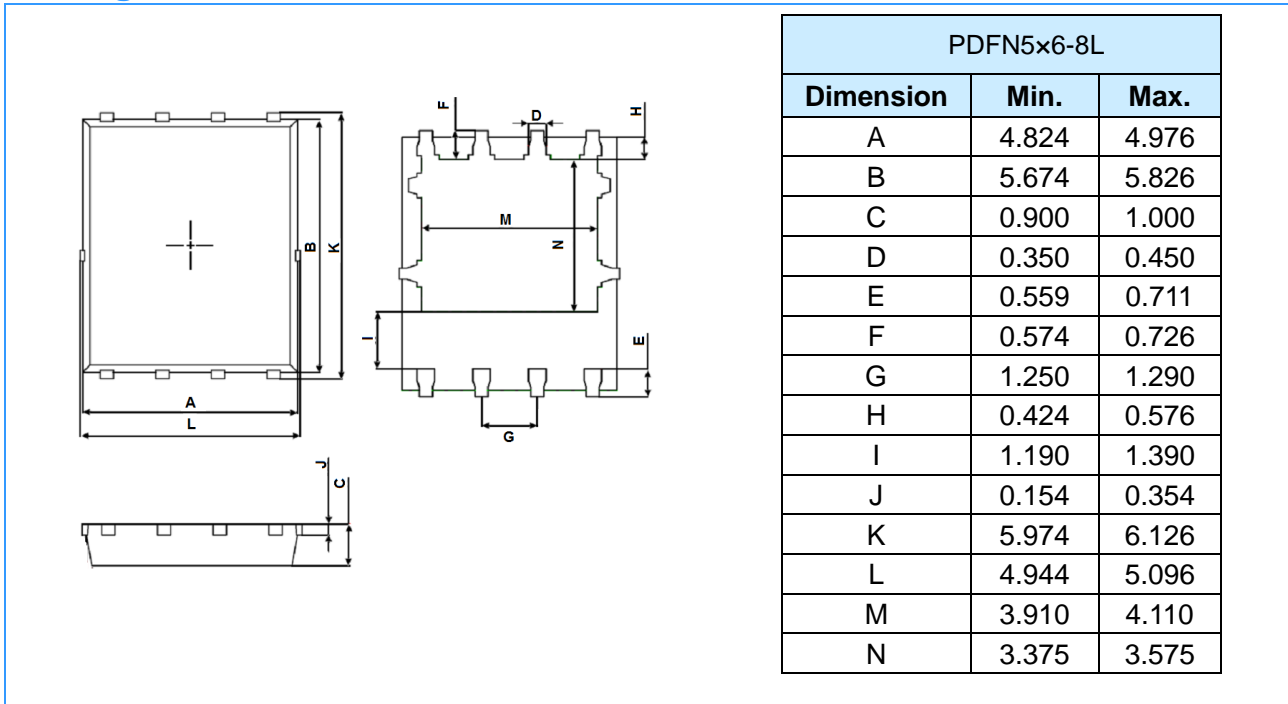 F
D
H
B
K
M
N
I
E
A
L
G
J
C
PDFN5×6-8L
Dimension Min. Max.
A 4.824 4.976
B 5.674 5.826
C 0.900 1.000
D 0.350 0.450
E 0.559 0.711
F 0.574 0.726
G 1.250 1.290
H 0.424 0.576
I 1.190 1.390
J 0.154 0.354
K 5.974 6.126
L 4.944 5.096
M 3.910 4.110
N 3.375 3.575